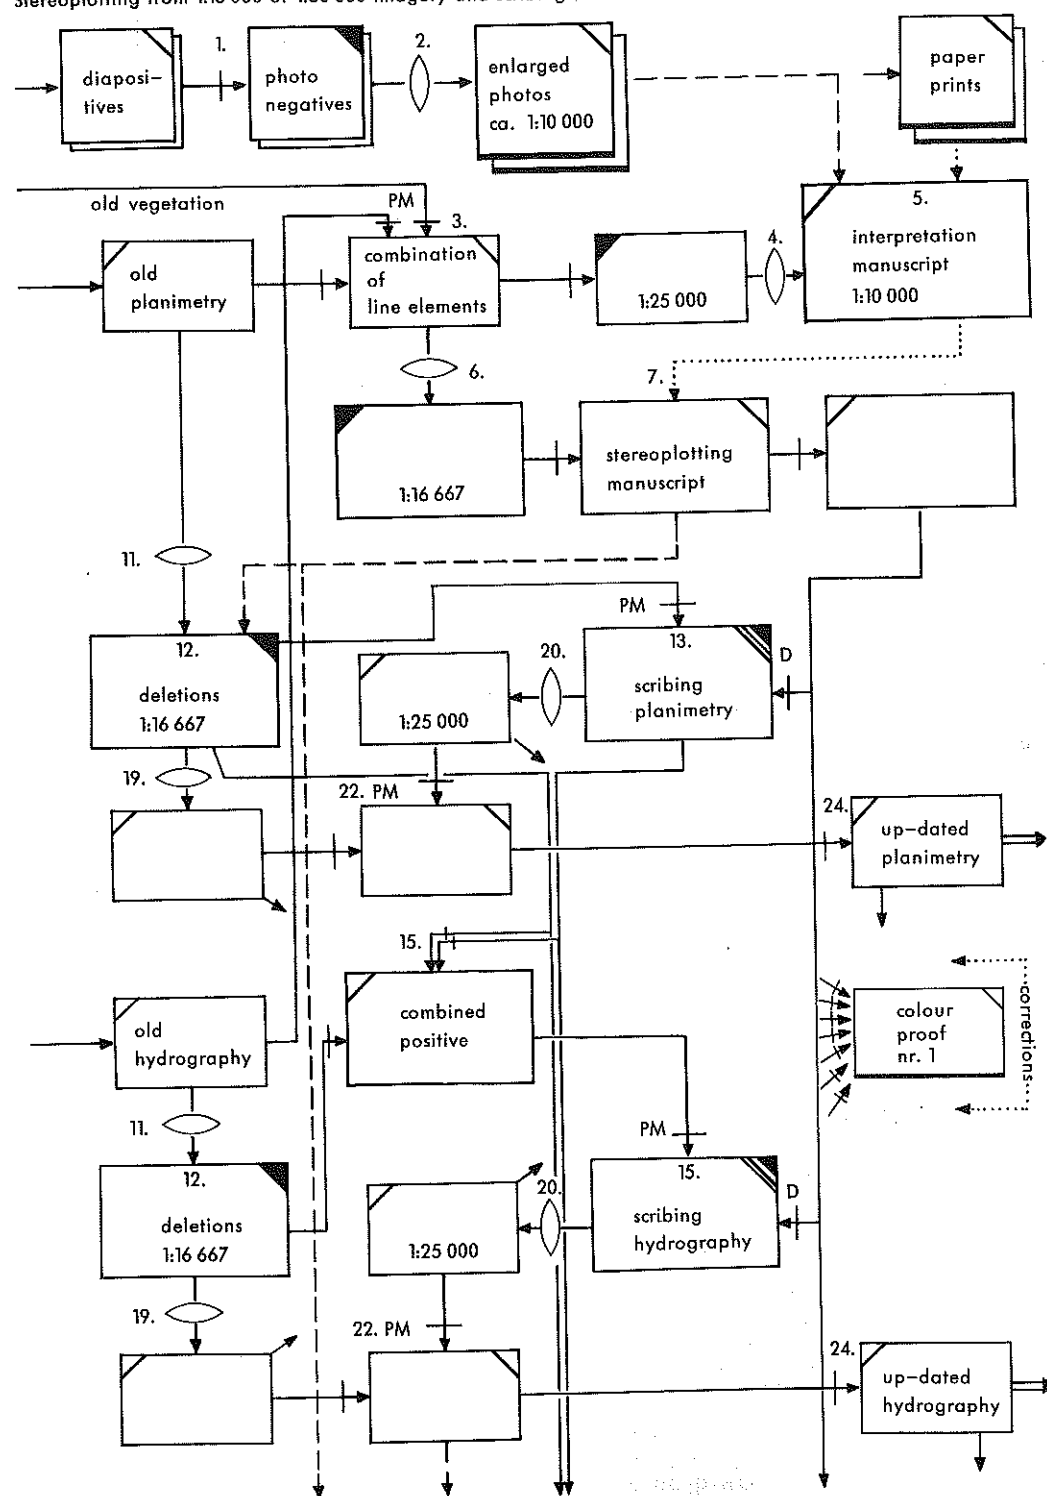 1.
2.
diaposi-
tives
photo
negatives
enlarged
photos
ca. 1:10 000
paper
prints
old vegetation
PM
3.
4.
5.
old
planimetry
combination
of
line elements
1:25 000
interpretation
manuscript
1:10 000
6.
7.
1:16 667
stereoplotting
manuscript
11.
12.
deletions
1:16 667
PM
20.
13.
D
1:25 000
scribing
planimetry
19.
22. PM
24.
up-dated
planimetry
15.
old
hydrography
combined
positive
colour
proof
nr. 1
corrections
11.
12.
deletions
1:16 667
PM
20.
15.
D
1:25 000
scribing
hydrography
19.
22. PM
24.
up-dated
hydrography